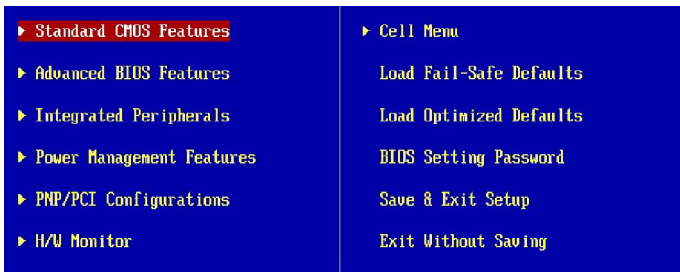 Standard CMOS Features
Advanced BIOS Features
Integrated Peripherals
Power Management Features
PNP/PCI Configurations
H/W Monitor
Cell Menu
Load Fail-Safe Defaults
Load Optimized Defaults
BIOS Setting Password
Save & Exit Setup
Exit Without Saving